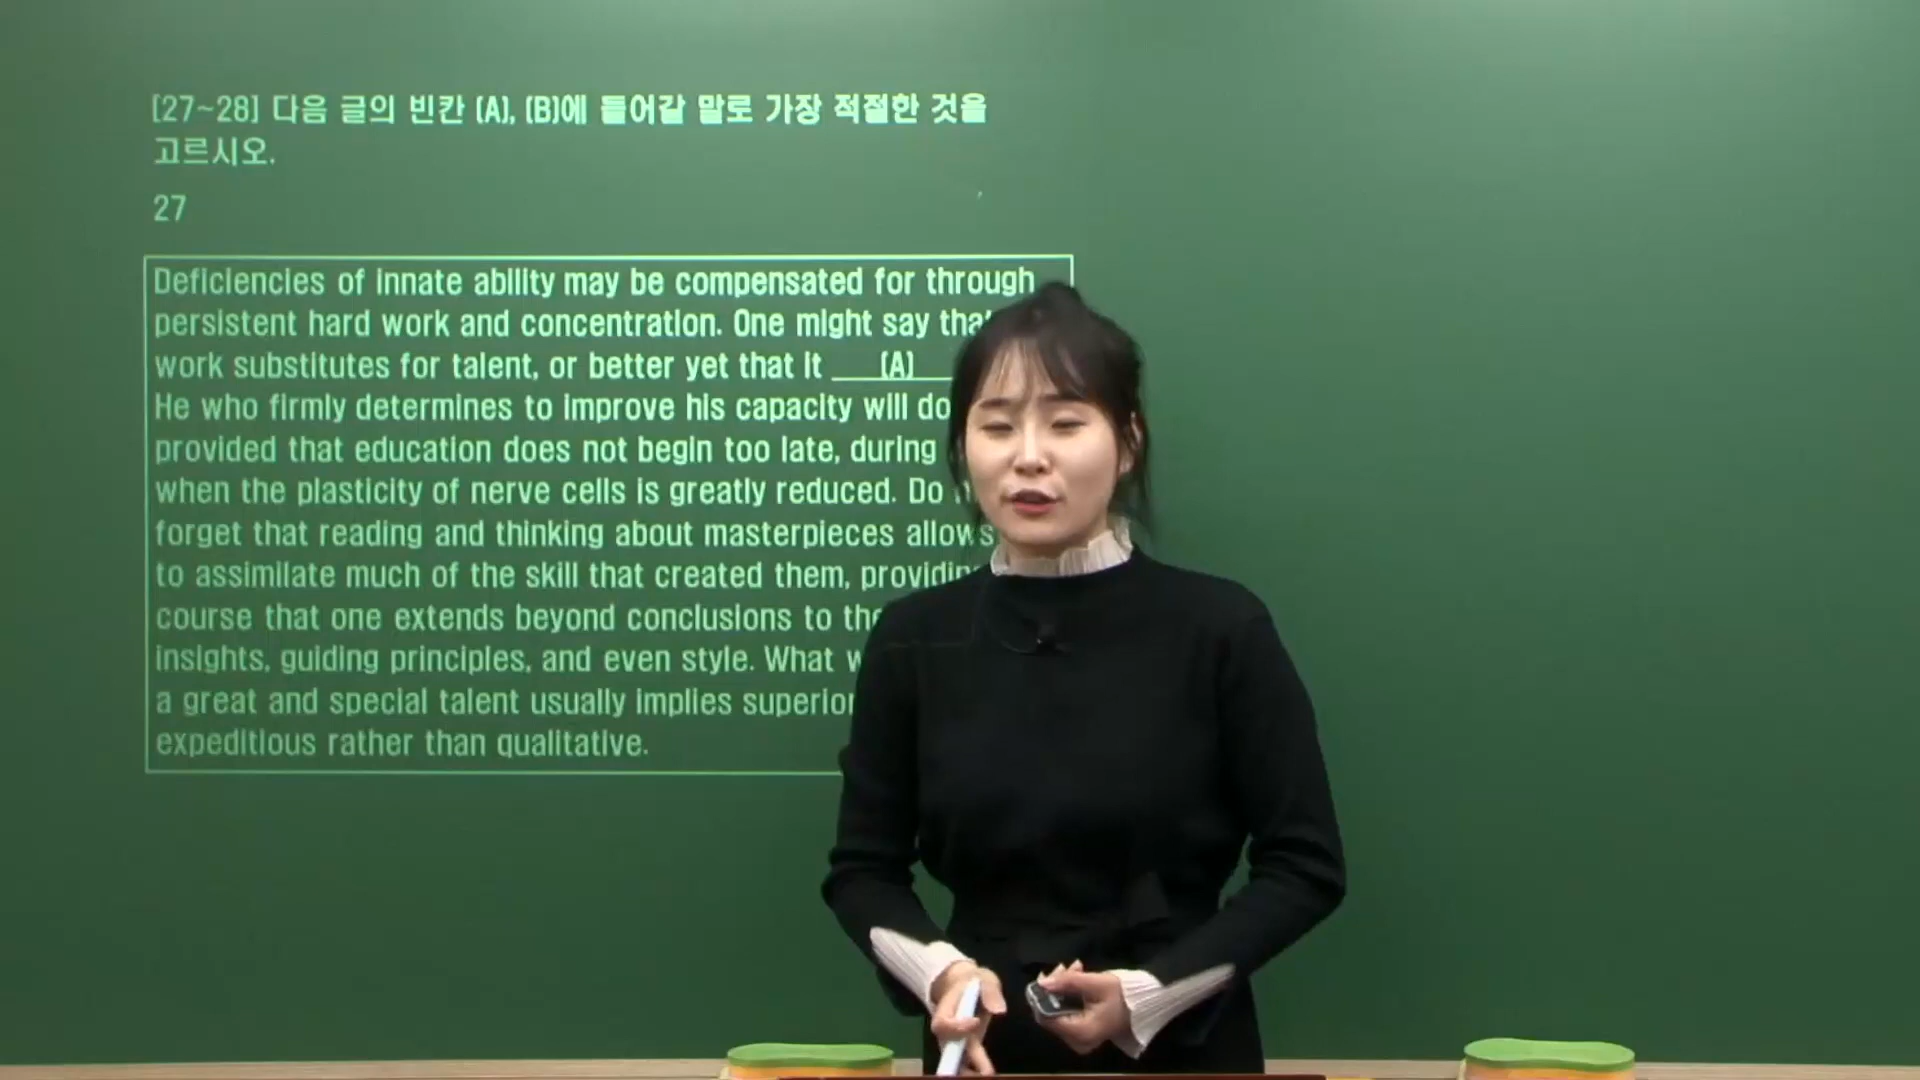 [27~28] 다음 글의 빈칸 (A), (B)에 들어갈 말로 가장 적절한 것을
고르시오.
27
Deficiencies of innate ability may be compensated for through
persistent hard work and concentration. One might say
work substitutes for talent, or better yet that it ___(A)___
He who firmly determines to improve his capacity will do
provided that education does not begin too late, during
when the plasticity of nerve cells is greatly reduced. Do
forget that reading and thinking about masterpieces allows
to assimilate much of the skill that created them,
course that one extends beyond conclusions to
insights, guiding principles, and even style. What
a great and special talent usually implies
expeditious rather than qualitative.